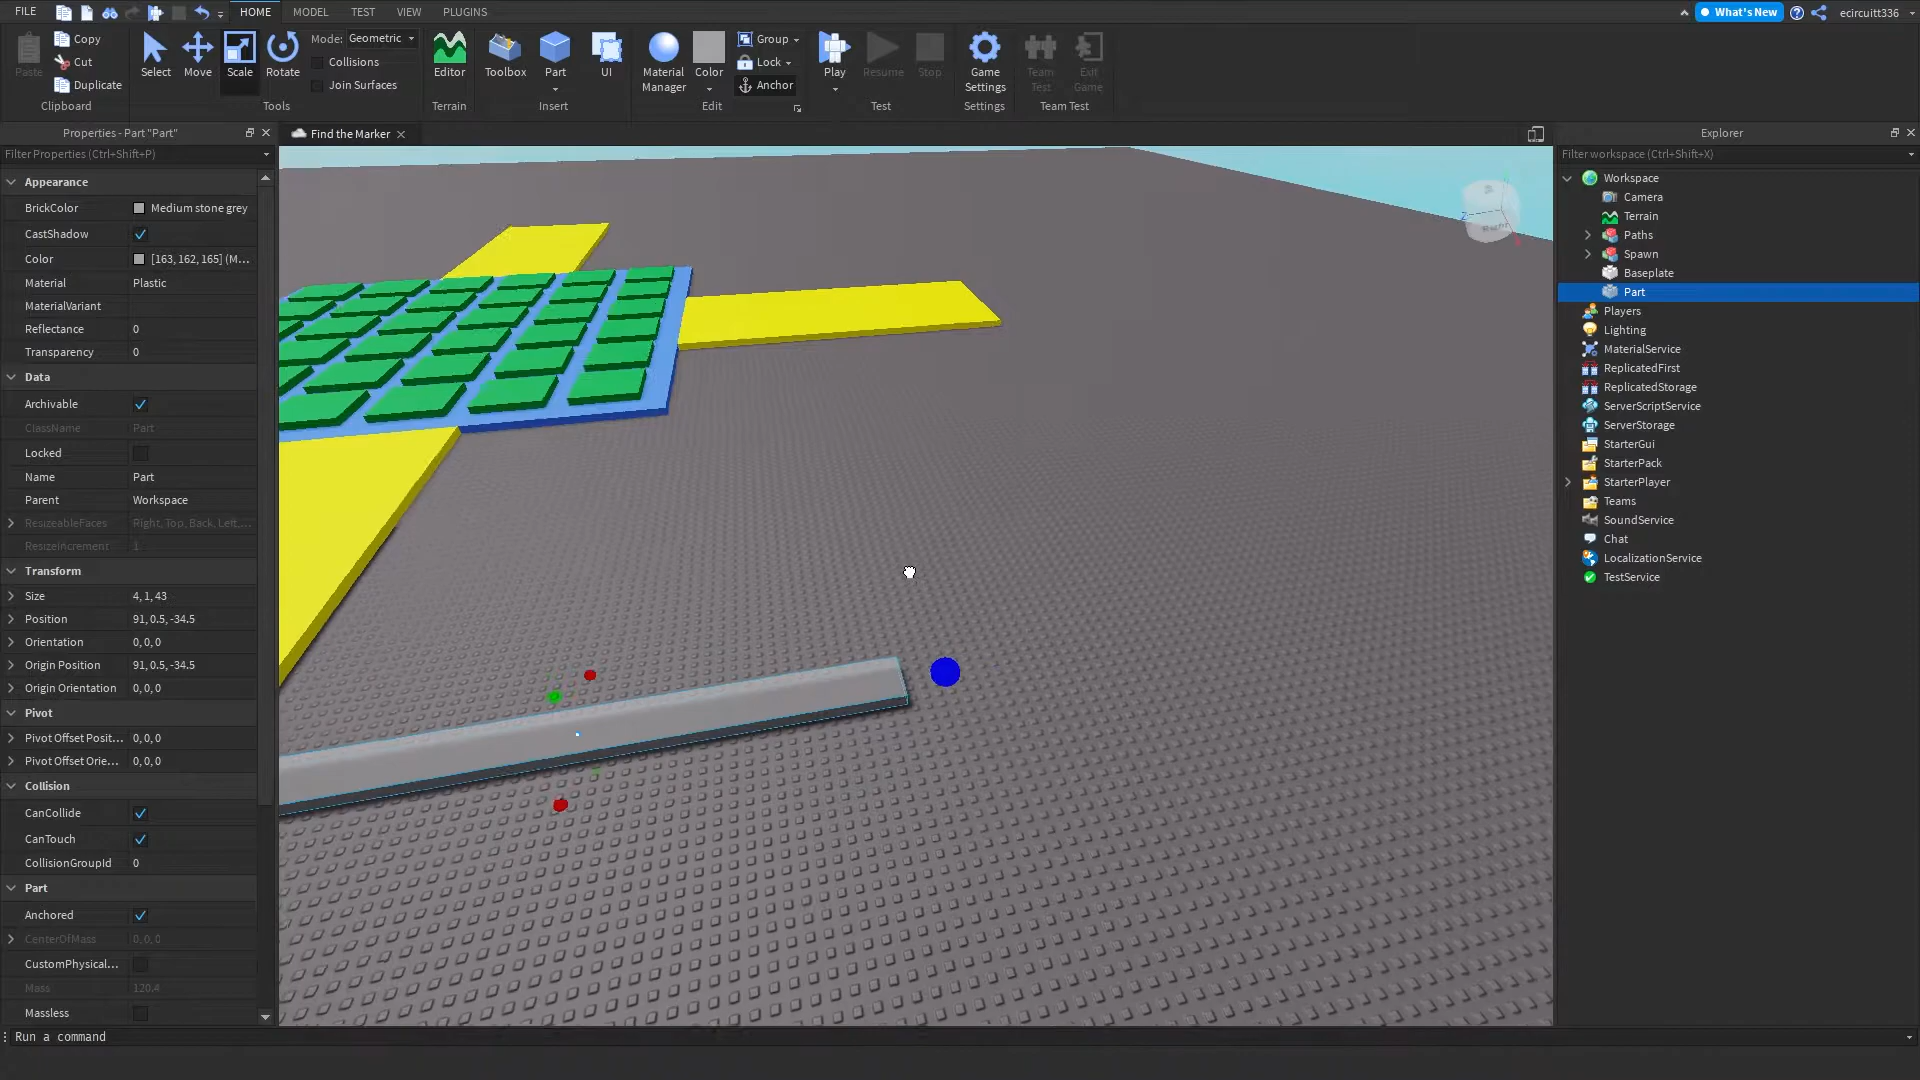 FILE HOME MODEL TEST VIEW PLUGINS What's New ecircuitt336
Copy Mode: Geometric Group
Cut Collisions Lock
Paste Duplicate Select Move Scale Rotate Join Surfaces Editor Toolbox Part UI Material Manager Color Anchor Play Resume Stop Game Settings Team Test Exit Game
Clipboard Tools Terrain Insert Edit Test Settings Team Test
Properties - Part "Part" Find the Marker Explorer
Filter Properties (Ctrl+Shift+P) Filter workspace (Ctrl+Shift+X)
Appearance
BrickColor Medium stone grey
CastShadow
Color [163, 162, 165] (M...
Material Plastic
MaterialVariant
Reflectance 0
Transparency 0
Data
Archivable
ClassName Part
Locked
Name Part
Parent Workspace
ResizeableFaces Right, Top, Back, Left,...
ResizeIncrement 1
Transform
Size 4, 1, 43
Position 91, 0.5, -34.5
Orientation 0, 0, 0
Origin Position 91, 0.5, -34.5
Origin Orientation 0, 0, 0
Pivot
Pivot Offset Posit... 0, 0, 0
Pivot Offset Orie... 0, 0, 0
Collision
CanCollide
CanTouch
CollisionGroupId 0
Part
Anchored
CenterOfMass 0, 0, 0
CustomPhysical...
Mass 120.4
Massless
Z
Workspace
Camera
Terrain
Paths
Spawn
Baseplate
Part
Players
Lighting
MaterialService
ReplicatedFirst
ReplicatedStorage
ServerScriptService
ServerStorage
StarterGui
StarterPack
StarterPlayer
Teams
SoundService
Chat
LocalizationService
TestService
Run a command